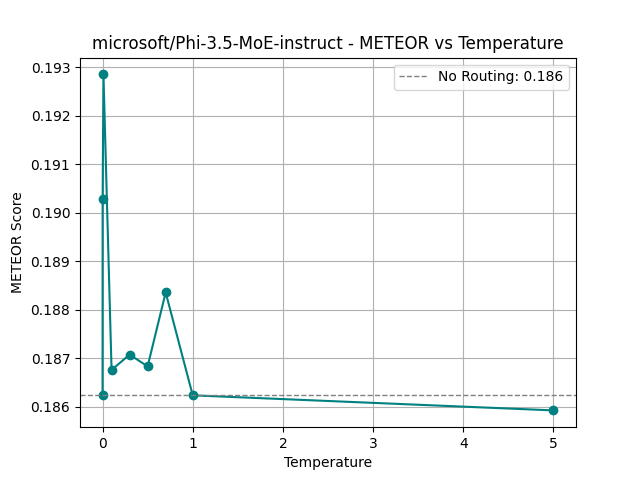 microsoft/Phi-3.5-MoE-instruct - METEOR vs Temperature
No Routing: 0.186
METEOR Score
0.193
0.192
0.191
0.190
0.189
0.188
0.187
0.186
0 1 2 3 4 5
Temperature